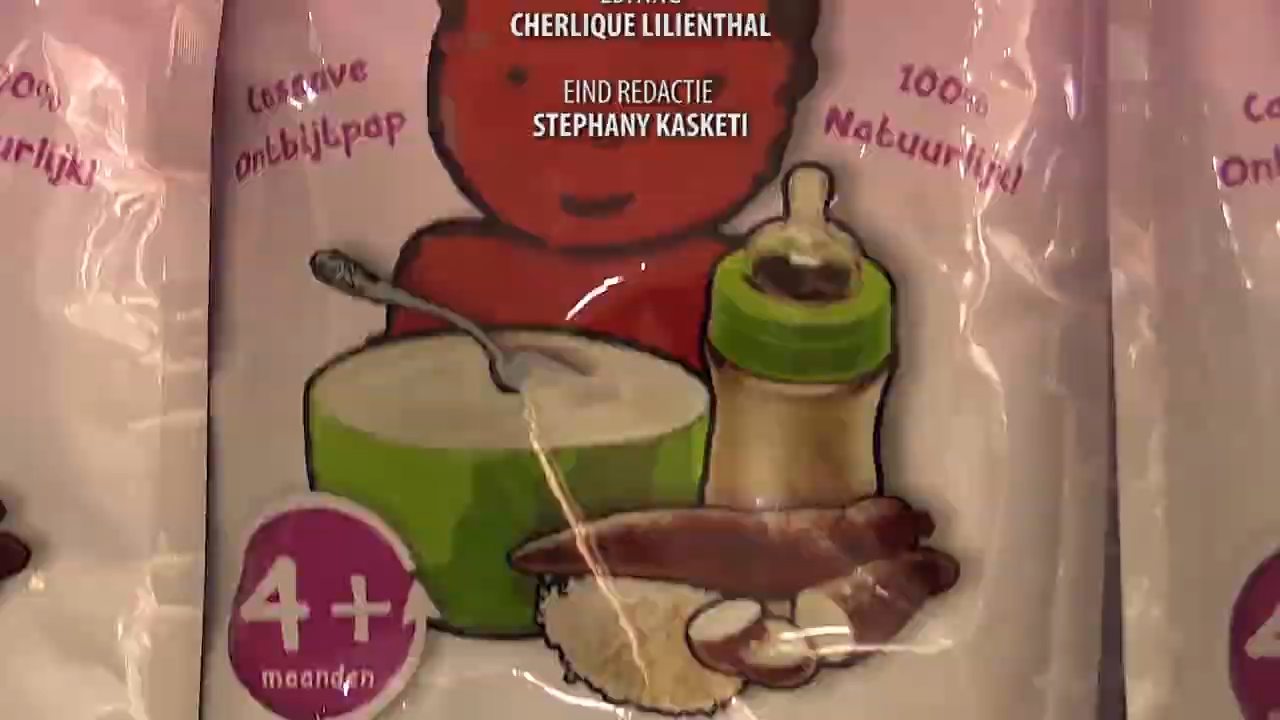 CHERLIQUE LILIENTHAL
EIND REDACTIE
STEPHANY KASKETI
Cassave
Ontbijtpap
100%
Natuurlijk!
4+
maanden